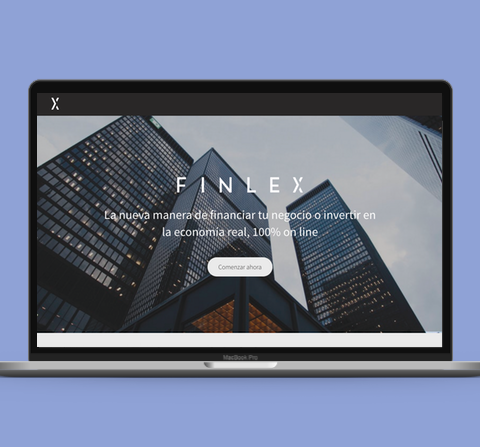 X
FINLEX
La nueva manera de financiar tu negocio o invertir en
la economia real, 100% on line
Comenzar ahora
MacBook Pro